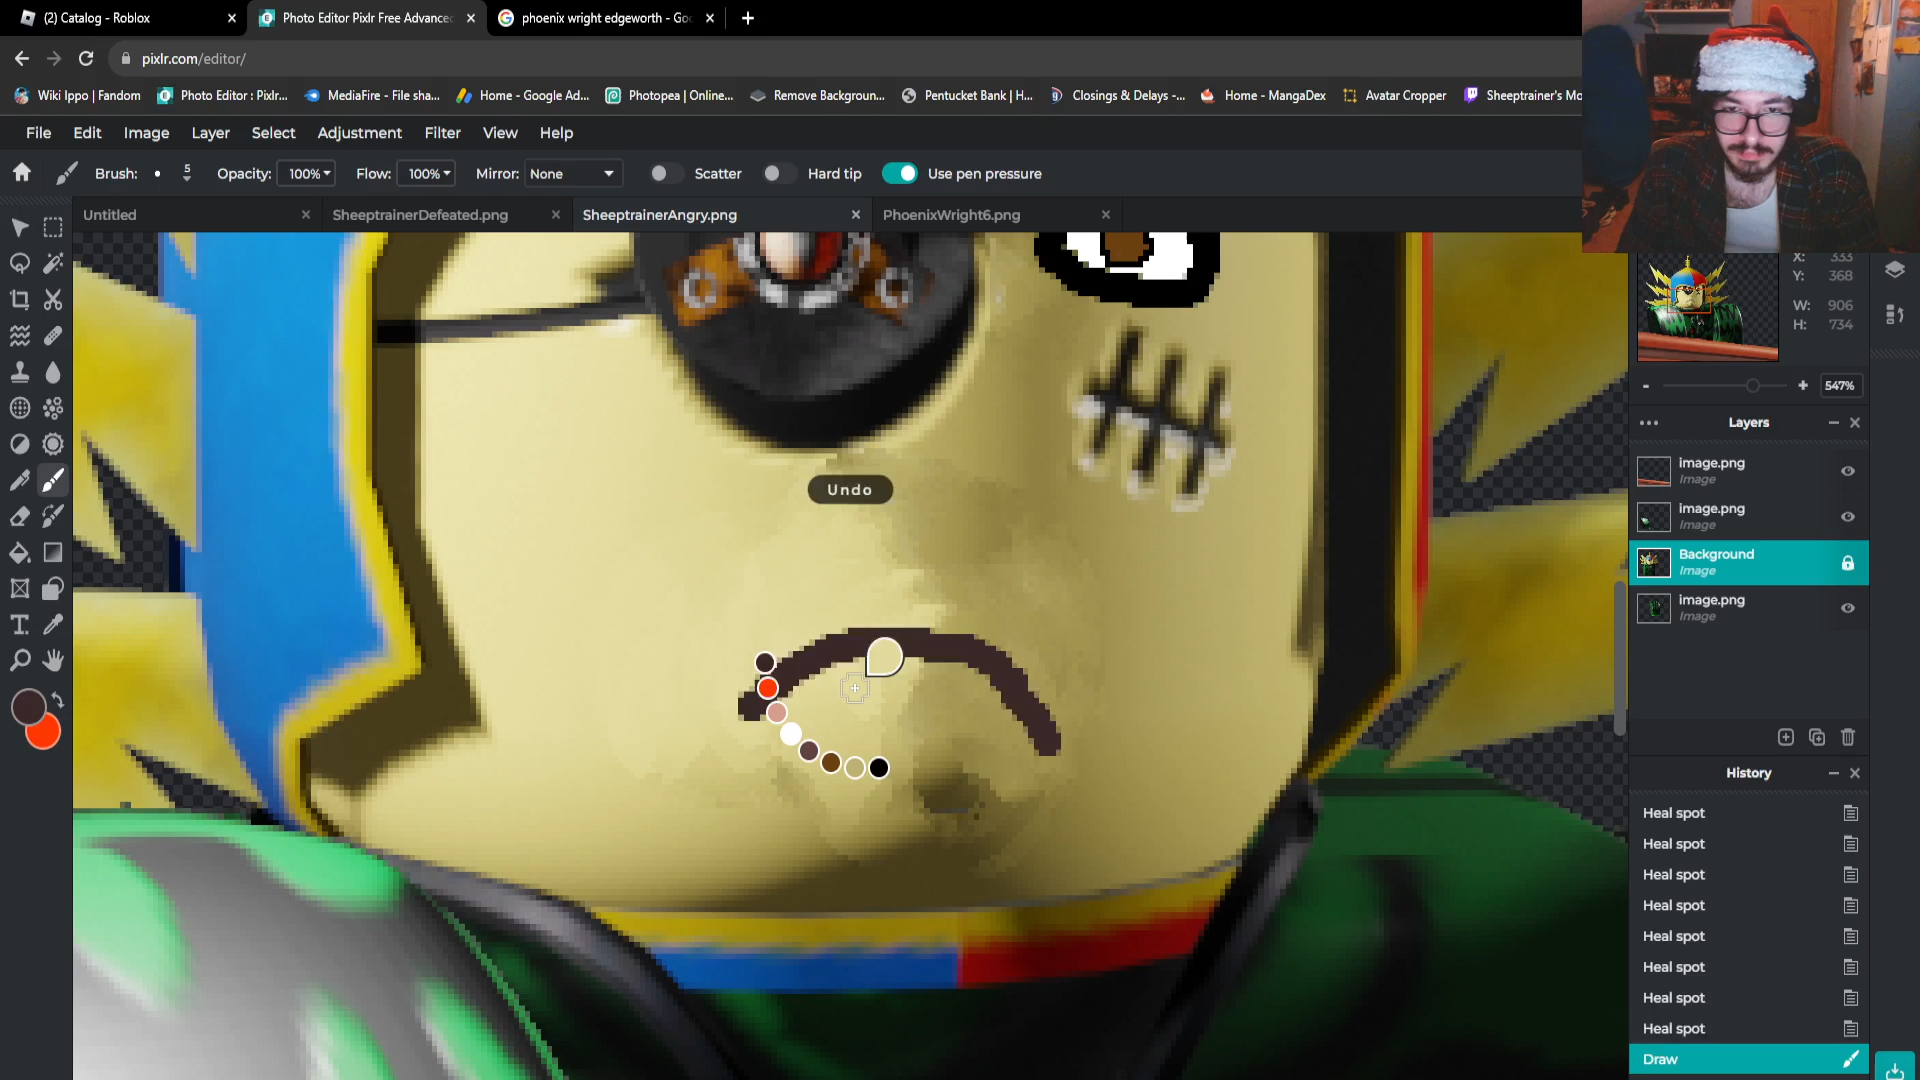 (2) Catalog - Roblox
Photo Editor Pixlr Free Advance
phoenix wright edgeworth - Go
pixlr.com/editor/
Wiki Ippo | Fandom
Photo Editor : Pixlr...
MediaFire - File sha...
Home - Google Ad...
Photopea | Online...
Remove Backgroun...
Pentucket Bank | H...
Closings & Delays -...
Home - MangaDex
Avatar Cropper
Sheeptrainer's Mo
File Edit Image Layer Select Adjustment Filter View Help
Brush: 5 Opacity: 100% Flow: 100% Mirror: None Scatter Hard tip Use pen pressure
Untitled
SheeptrainerDefeated.png
SheeptrainerAngry.png
PhoenixWright6.png
X: 333
Y: 368
W: 906
H: 734
547%
Layers
image.png
Image
image.png
Image
Background
Image
image.png
Image
Undo
History
Heal spot
Heal spot
Heal spot
Heal spot
Heal spot
Heal spot
Heal spot
Heal spot
Draw